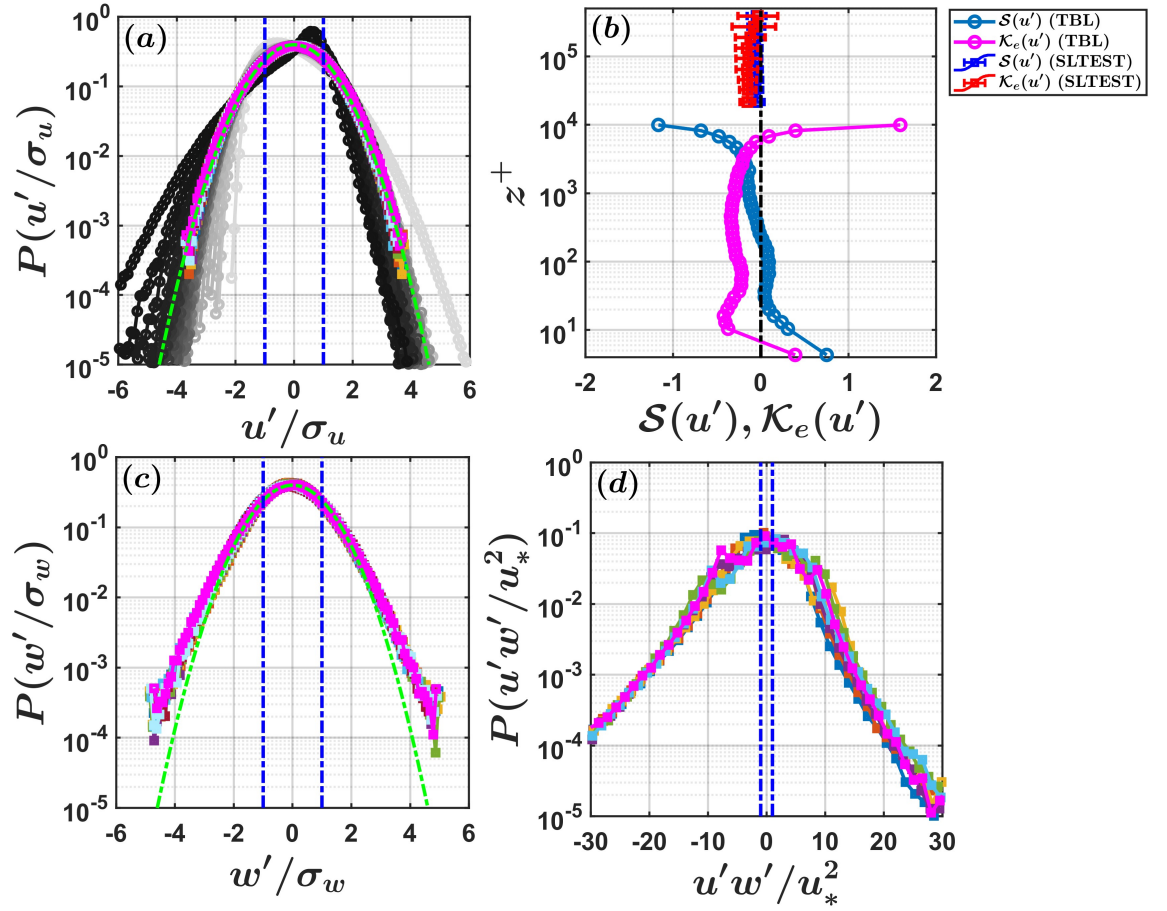 (a)
10^0
10^-1
10^-2
10^-3
10^-4
10^-5
P(u′/σ_u)
-6 -4 -2 0 2 4 6
u′/σ_u
(b)
10^5
10^4
10^3
10^2
10^1
z^+
-2 -1 0 1 2
S(u′), K_e(u′)
S(u′) (TBL)
K_e(u′) (TBL)
S(u′) (SLTEST)
K_e(u′) (SLTEST)
(c)
10^0
10^-1
10^-2
10^-3
10^-4
10^-5
P(w′/σ_w)
-6 -4 -2 0 2 4 6
w′/σ_w
(d)
10^0
10^-1
10^-2
10^-3
10^-4
10^-5
P(u′w′/u_*^2)
-30 -20 -10 0 10 20 30
u′w′/u_*^2